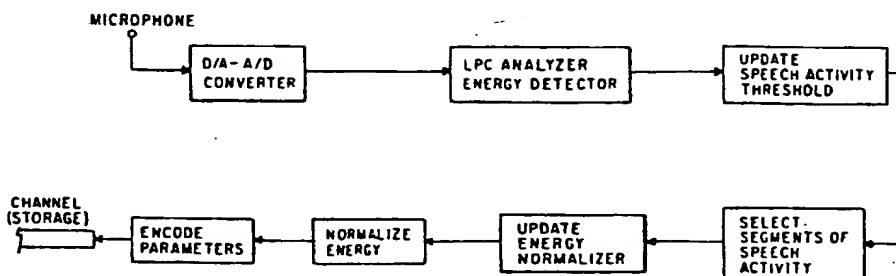 MICROPHONE
D/A-A/D
CONVERTER
LPC ANALYZER
ENERGY DETECTOR
UPDATE
SPEECH ACTIVITY
THRESHOLD
CHANNEL
(STORAGE)
ENCODE
PARAMETERS
NORMALIZE
ENERGY
UPDATE
ENERGY
NORMALIZER
SELECT-
SEGMENTS OF
SPEECH
ACTIVITY